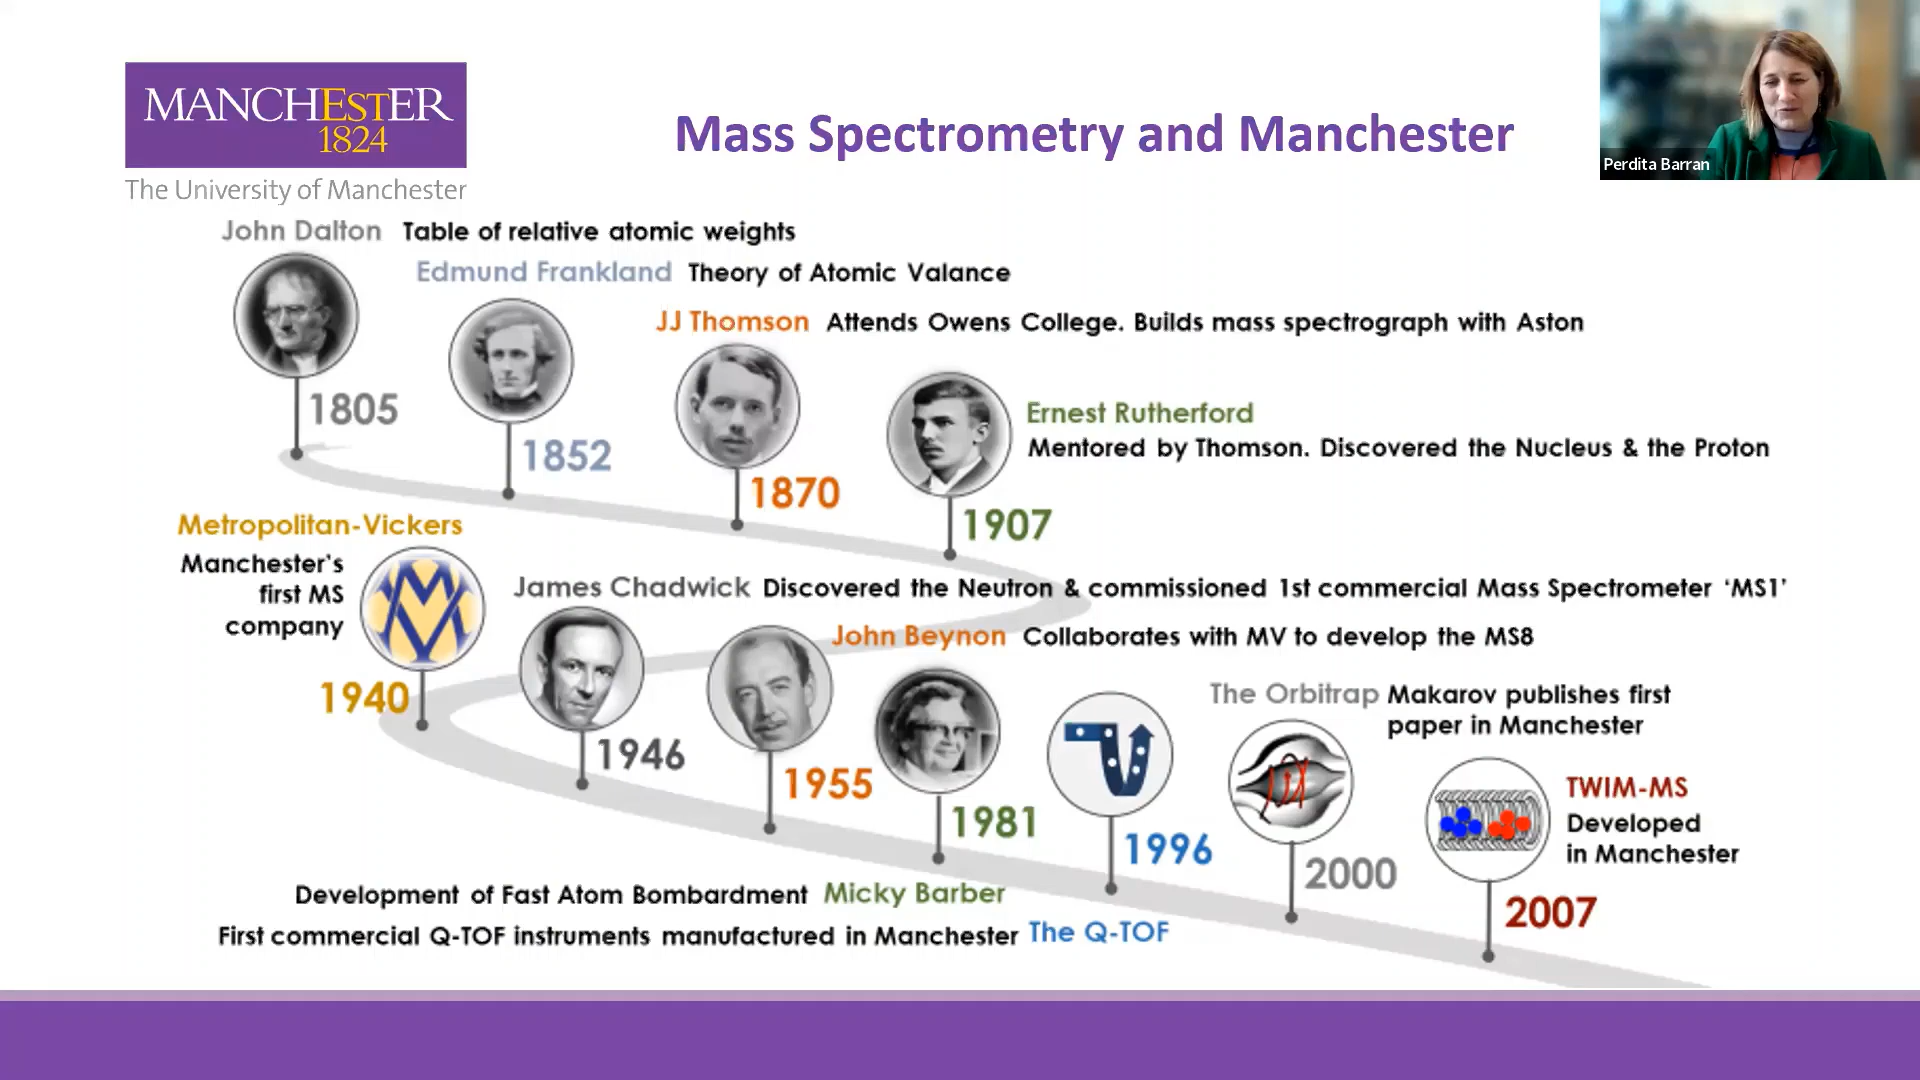 MANCHESTER
1824
The University of Manchester
Mass Spectrometry and Manchester
Perdita Barran
John Dalton Table of relative atomic weights
Edmund Frankland Theory of Atomic Valance
JJ Thomson Attends Owens College. Builds mass spectrograph with Aston
1805
1852
1870
Ernest Rutherford
Mentored by Thomson. Discovered the Nucleus & the Proton
1907
Metropolitan-Vickers
Manchester's
first MS
company
1940
James Chadwick Discovered the Neutron & commissioned 1st commercial Mass Spectrometer ‘MS1’
1946
John Beynon Collaborates with MV to develop the MS8
1955
1981
1996
The Orbitrap Makarov publishes first
paper in Manchester
2000
TWIM-MS
Developed
in Manchester
2007
Development of Fast Atom Bombardment Micky Barber
First commercial Q-TOF instruments manufactured in Manchester The Q-TOF